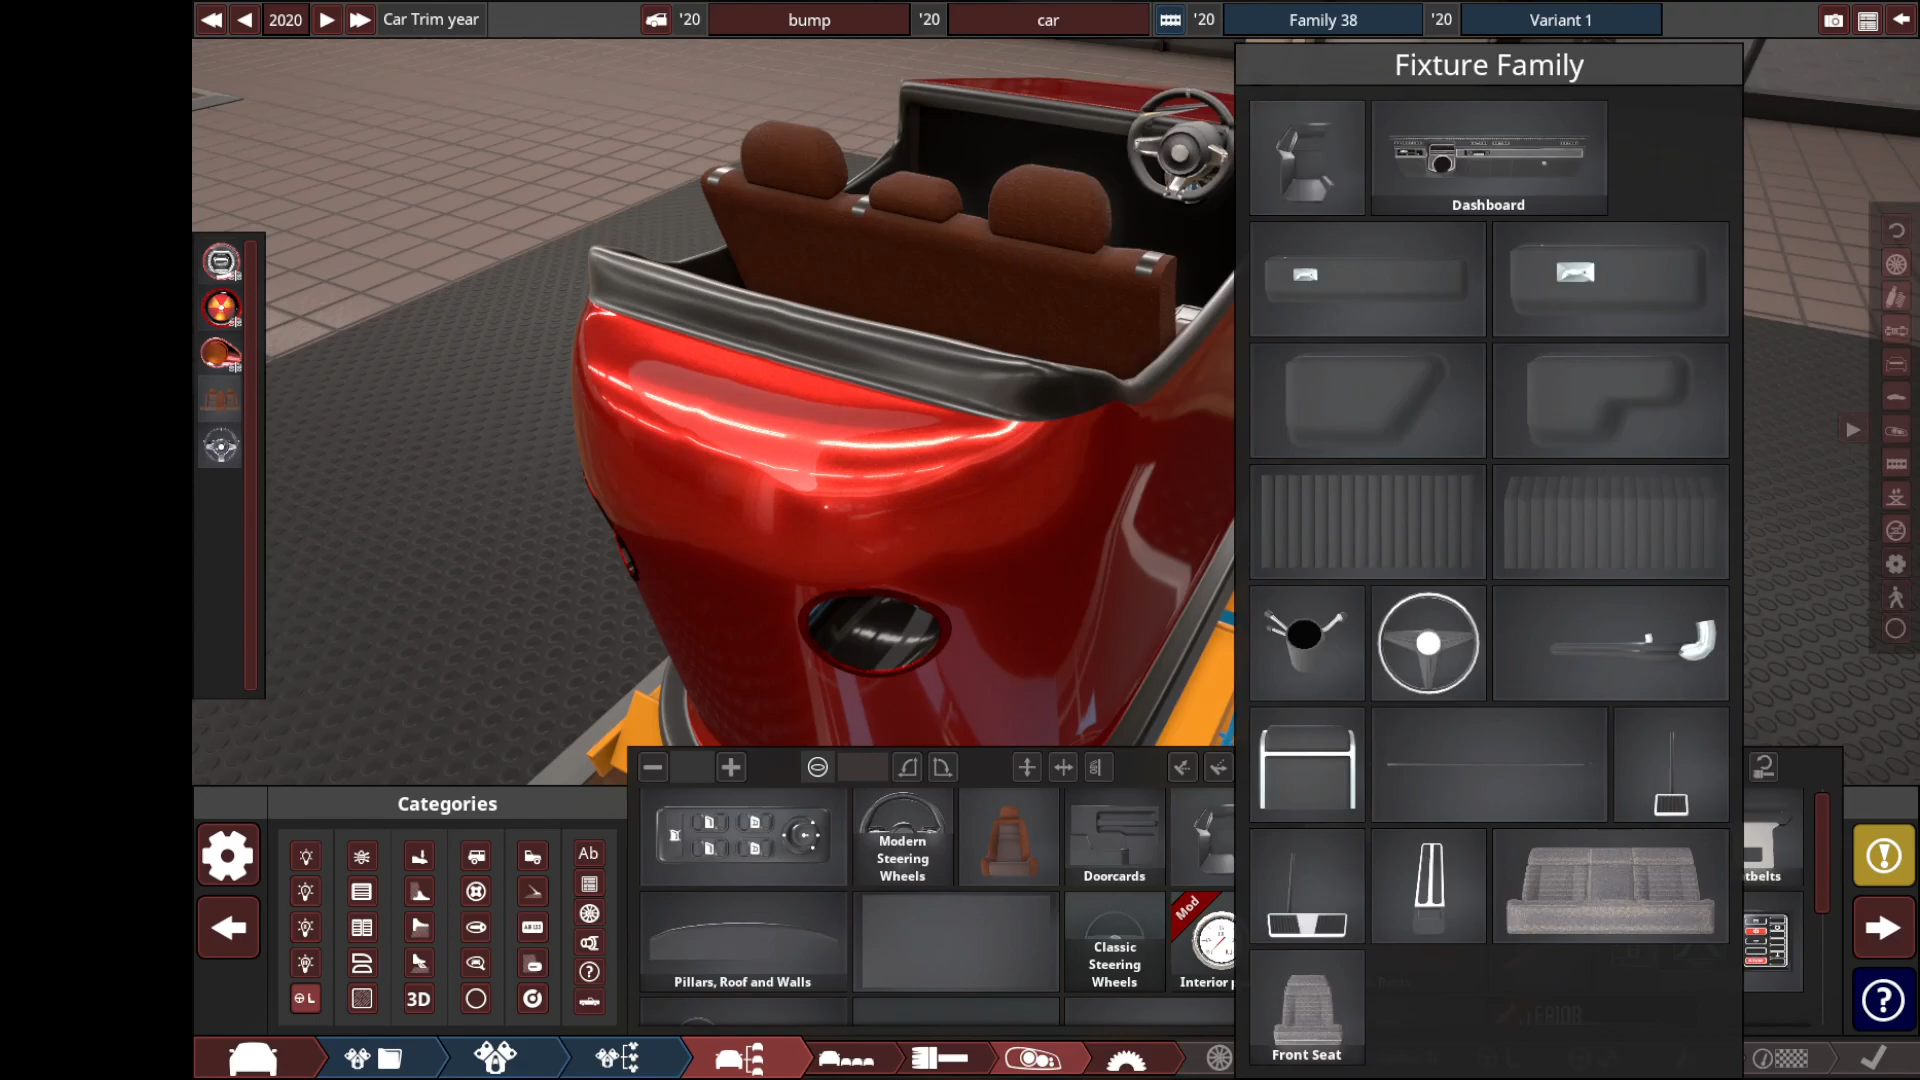 2020 Car Trim year '20 bump '20 car '20 Family 38 '20 Variant 1
Fixture Family
Dashboard
Categories
Ab
L
3D
Modern
Steering
Wheels
Doorcards
Pillars, Roof and Walls
Classic
Steering
Wheels
Mod
Interior
Front Seat